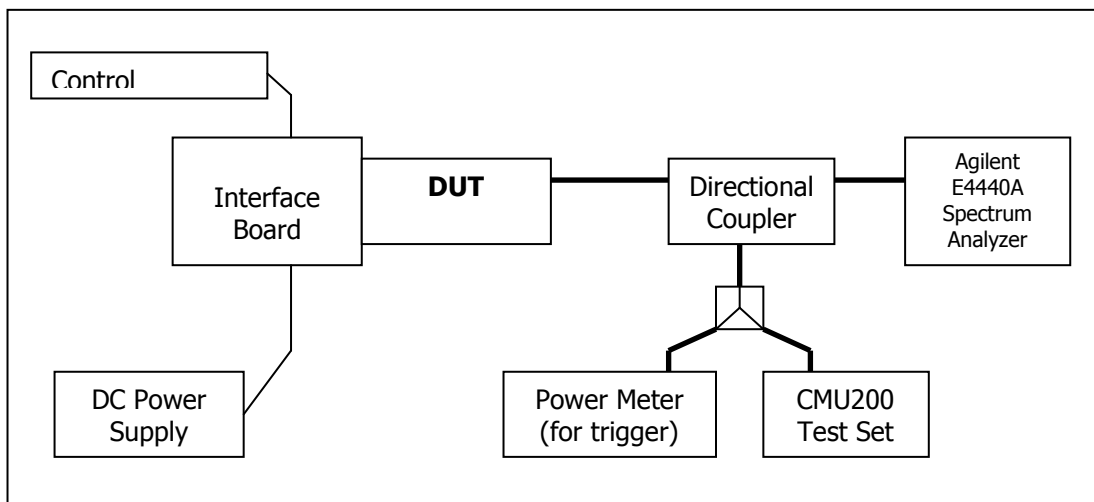 Control
Interface
Board
DUT
Directional
Coupler
Agilent
E4440A
Spectrum
Analyzer
DC Power
Supply
Power Meter
(for trigger)
CMU200
Test Set